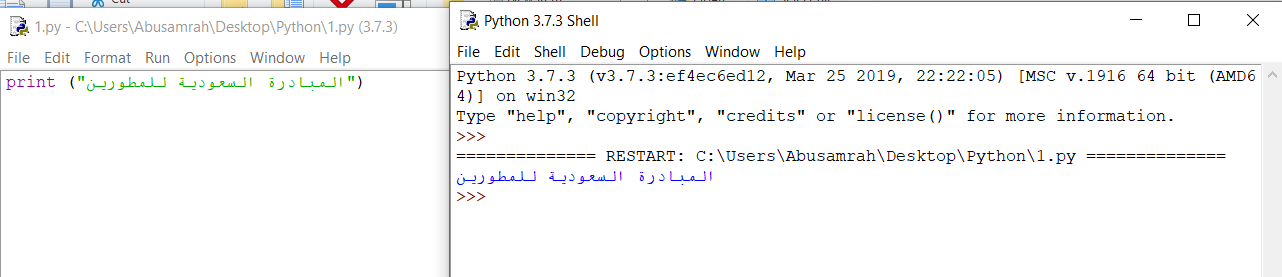 Cut
1.py - C:\Users\Abusamrah\Desktop\Python\1.py (3.7.3)
File Edit Format Run Options Window Help
print ("المبادرة السعودية للمطورين")
Python 3.7.3 Shell
File Edit Shell Debug Options Window Help
Python 3.7.3 (v3.7.3:ef4ec6ed12, Mar 25 2019, 22:22:05) [MSC v.1916 64 bit (AMD6
4)] on win32
Type "help", "copyright", "credits" or "license()" for more information.
>>>
============== RESTART: C:\Users\Abusamrah\Desktop\Python\1.py ==============
المبادرة السعودية للمطورين
>>>